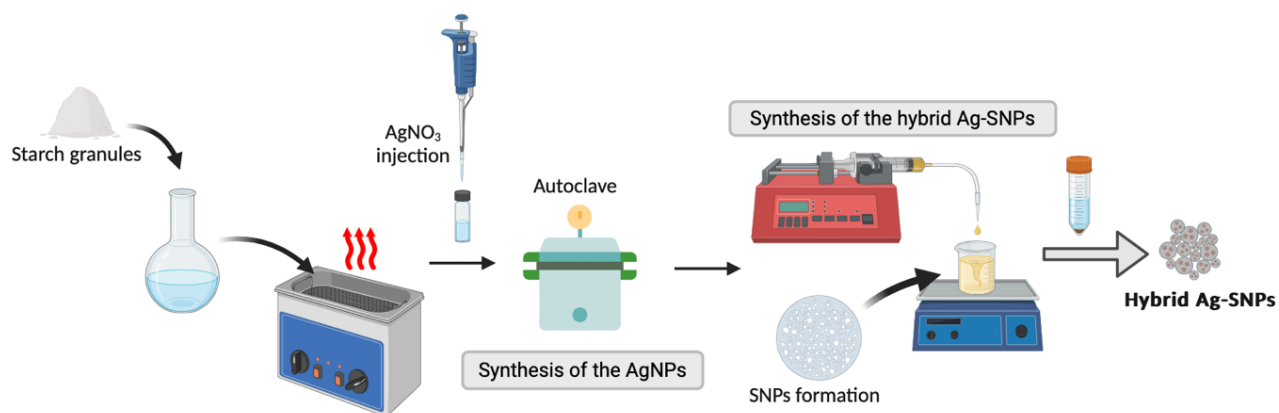 Starch granules
AgNO₃
injection
Autoclave
Synthesis of the AgNPs
Synthesis of the hybrid Ag-SNPs
SNPs formation
Hybrid Ag-SNPs